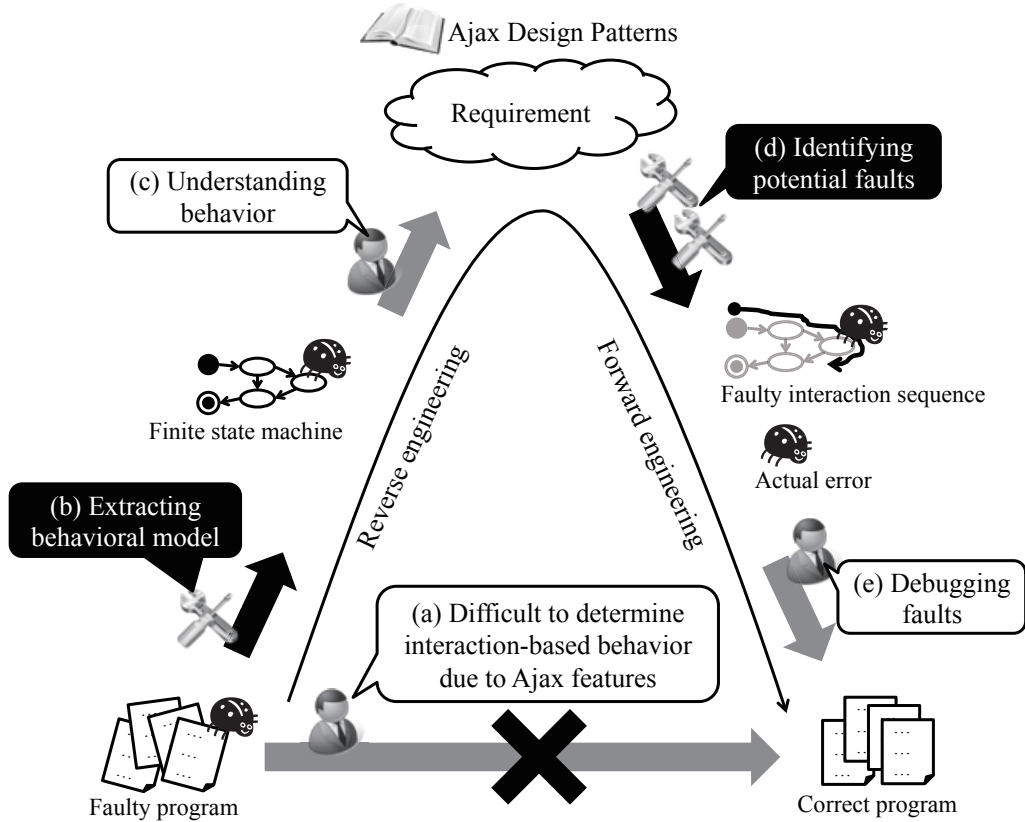 Ajax Design Patterns
Requirement
(c) Understanding
behavior
(d) Identifying
potential faults
Finite state machine
Reverse engineering
Forward engineering
Faulty interaction sequence
Actual error
(b) Extracting
behavioral model
(a) Difficult to determine
interaction-based behavior
due to Ajax features
(e) Debugging
faults
Faulty program
Correct program